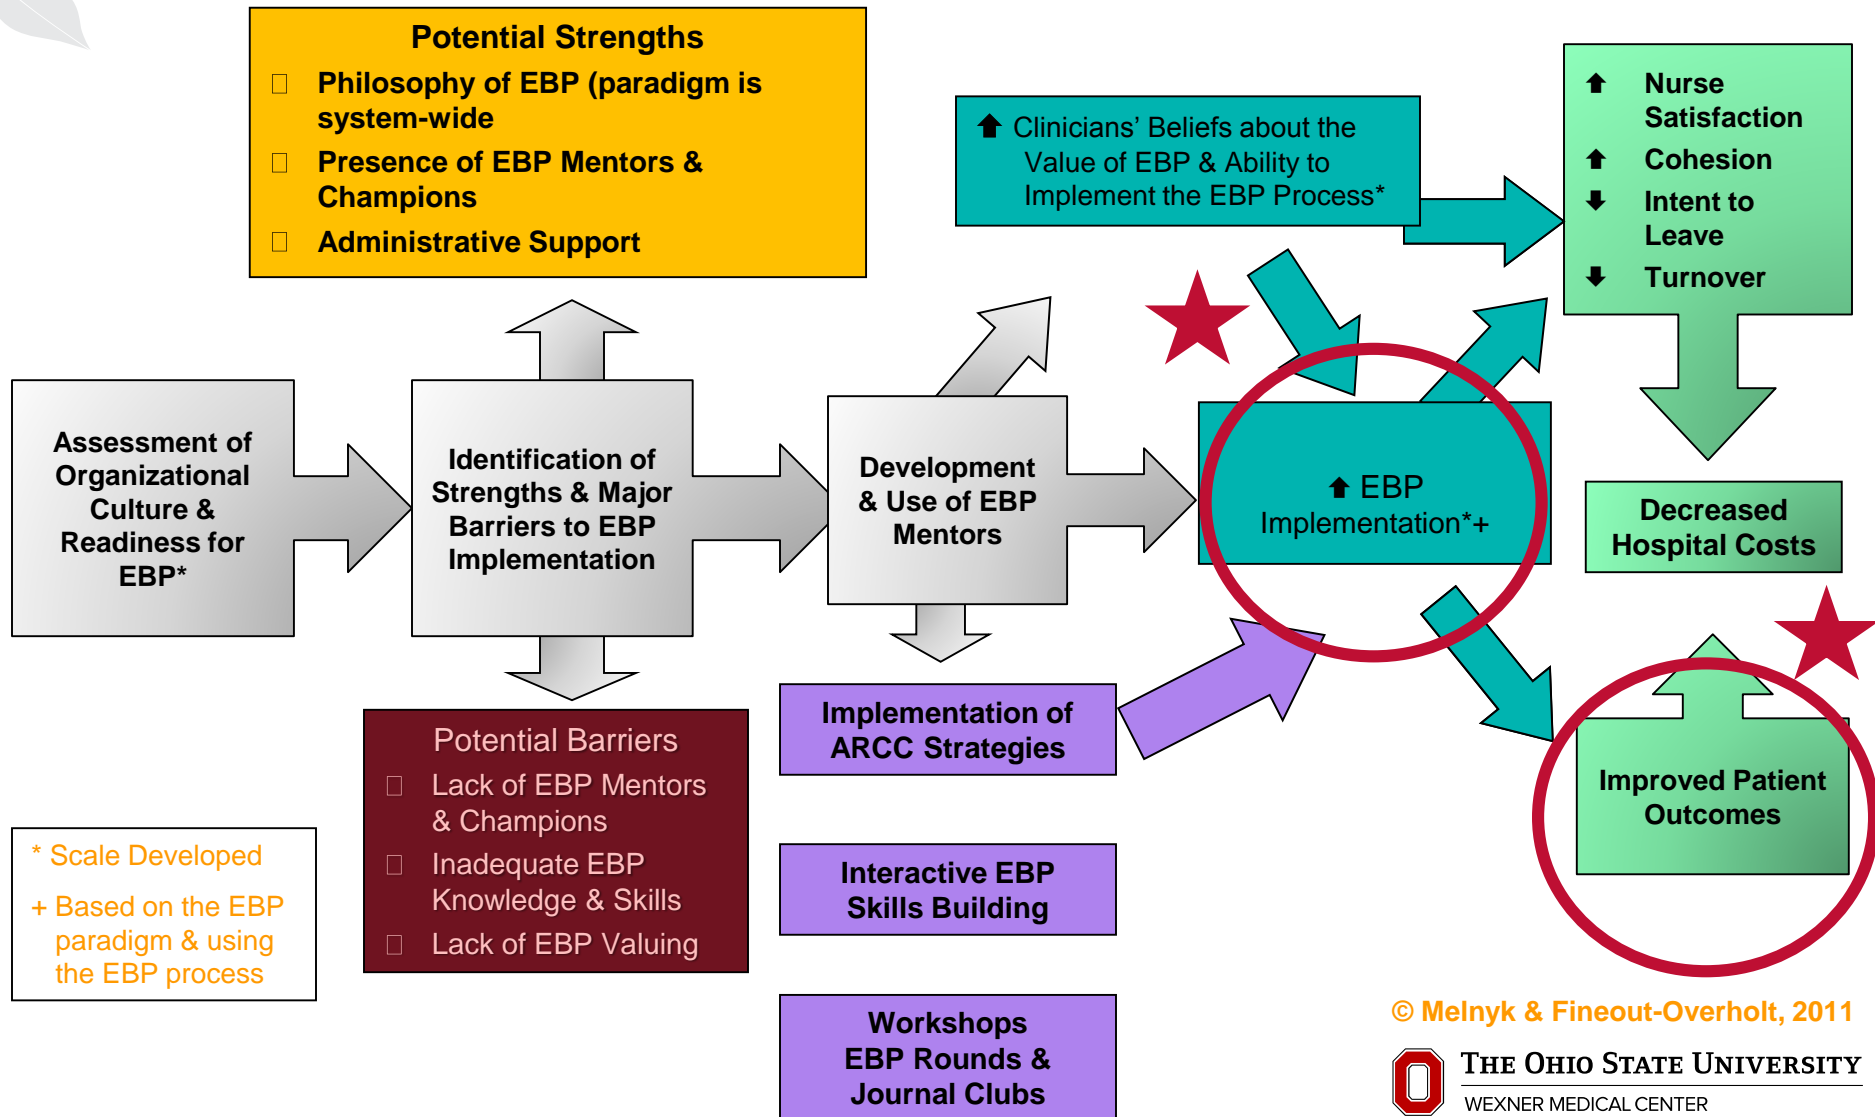 Potential Strengths
Philosophy of EBP (paradigm is
system-wide
Presence of EBP Mentors &
Champions
Administrative Support
⬆ Clinicians’ Beliefs about the
Value of EBP & Ability to
Implement the EBP Process*
⬆ Nurse
Satisfaction
⬆ Cohesion
⬇ Intent to
Leave
⬇ Turnover
Assessment of
Organizational
Culture &
Readiness for
EBP*
Identification of
Strengths & Major
Barriers to EBP
Implementation
Development
& Use of EBP
Mentors
⬆ EBP
Implementation*+
Decreased
Hospital Costs
Potential Barriers
Lack of EBP Mentors
& Champions
Inadequate EBP
Knowledge & Skills
Lack of EBP Valuing
Implementation of
ARCC Strategies
Interactive EBP
Skills Building
Workshops
EBP Rounds &
Journal Clubs
Improved Patient
Outcomes
* Scale Developed
+ Based on the EBP
paradigm & using
the EBP process
© Melnyk & Fineout-Overholt, 2011
THE OHIO STATE UNIVERSITY
WEXNER MEDICAL CENTER